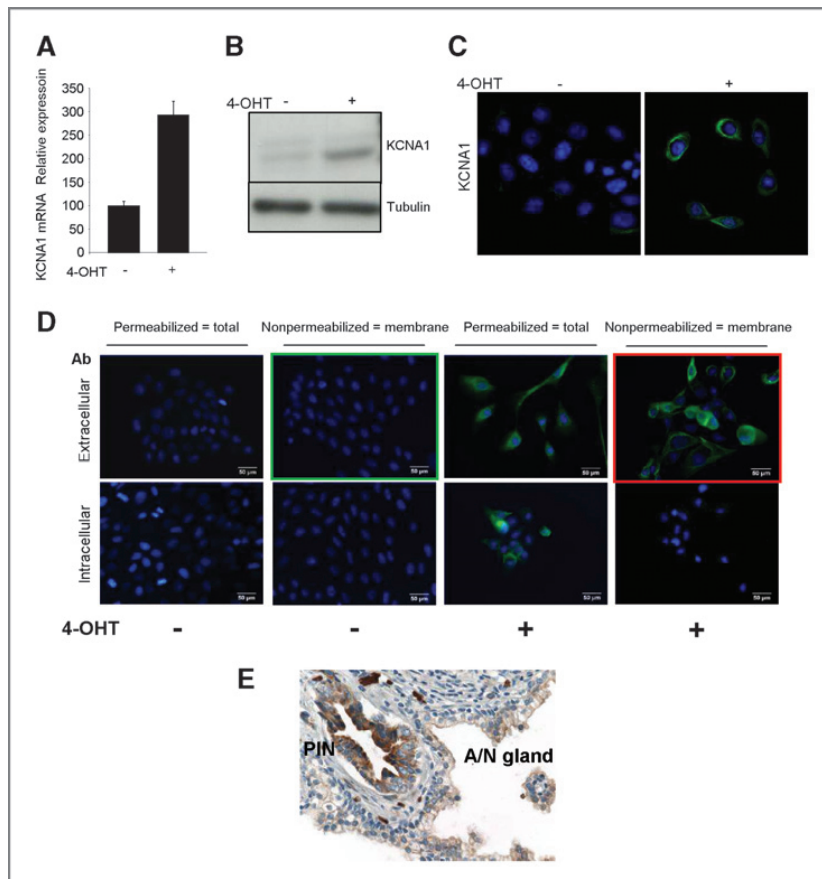 A
KCNA1 mRNA Relative expressoin
350
300
250
200
150
100
50
0
4-OHT - +
B
4-OHT - +
KCNA1
Tubulin
C
4-OHT - +
KCNA1
D
Permeabilized = total Nonpermeabilized = membrane Permeabilized = total Nonpermeabilized = membrane
Ab
Extracellular
50 µm 50 µm 50 µm 50 µm
Intracellular
50 µm 50 µm 50 µm 50 µm
4-OHT - - + +
E
PIN
A/N gland